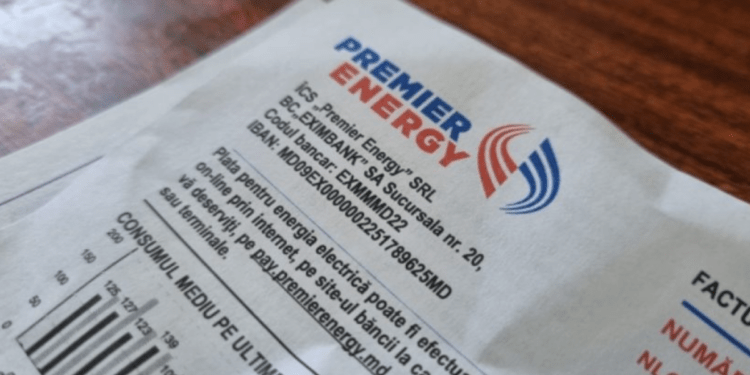 PREMIER
ENERGY
ÎCS „Premier Energy" SRL
BC„EXIMBANK" SA Sucursala nr. 20,
Codul bancar: EXMMMD22
IBAN: MD09EX0000002251789625MD
Plata pentru energia electrică poate fi efectu
on-line prin internet, pe site-ul băncii la ca
vă deserviți, pe pay.premierenergy.md
sau terminale.
CONSUMUL MEDIU PE ULTIM
200
150
100
50
0
125
127
123
139
FACTU
NUMĂR